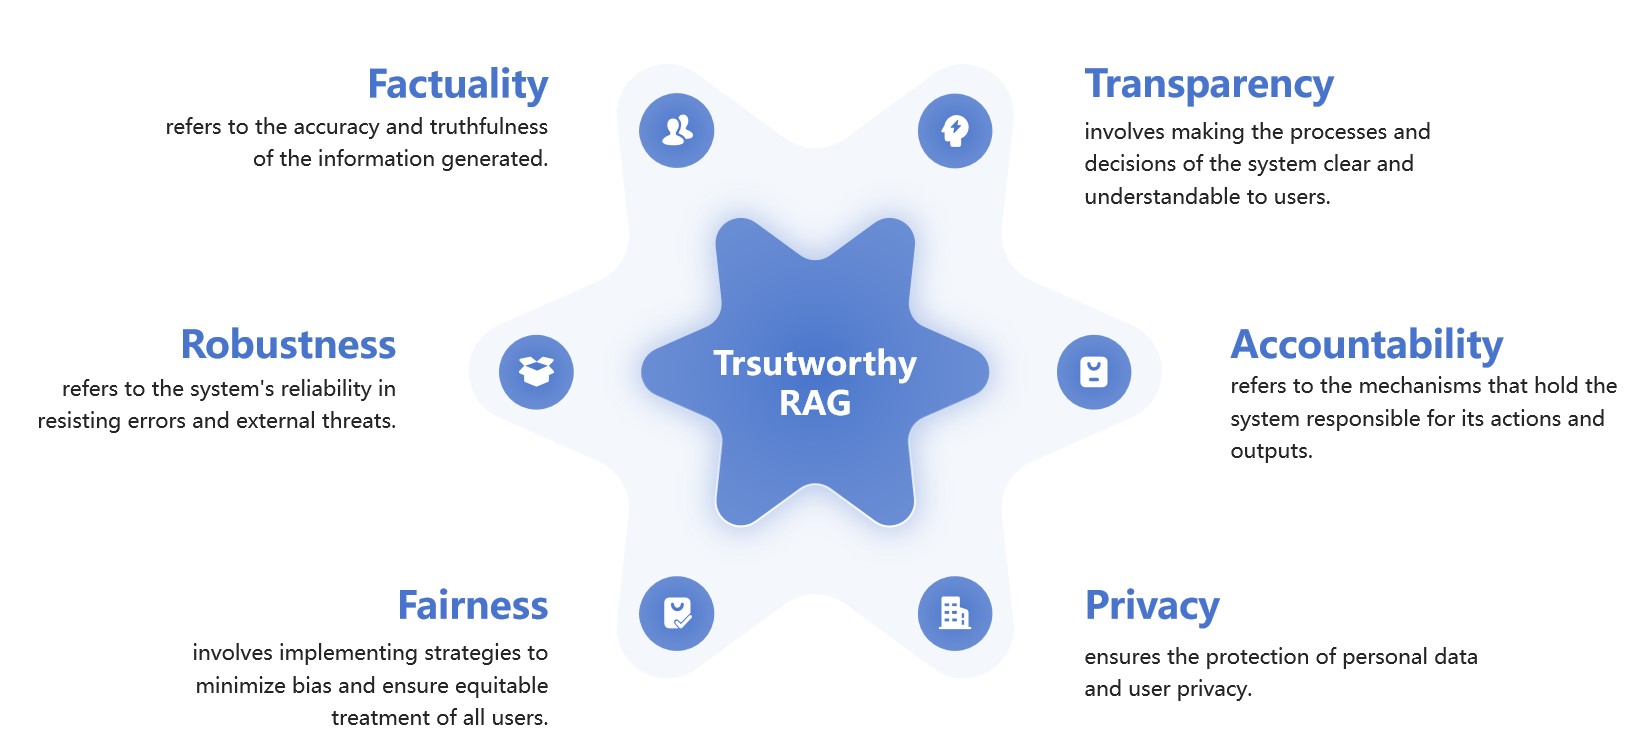 Factuality
refers to the accuracy and truthfulness
of the information generated.
Transparency
involves making the processes and
decisions of the system clear and
understandable to users.
Robustness
refers to the system's reliability in
resisting errors and external threats.
Trsutworthy
RAG
Accountability
refers to the mechanisms that hold the
system responsible for its actions and
outputs.
Fairness
involves implementing strategies to
minimize bias and ensure equitable
treatment of all users.
Privacy
ensures the protection of personal data
and user privacy.